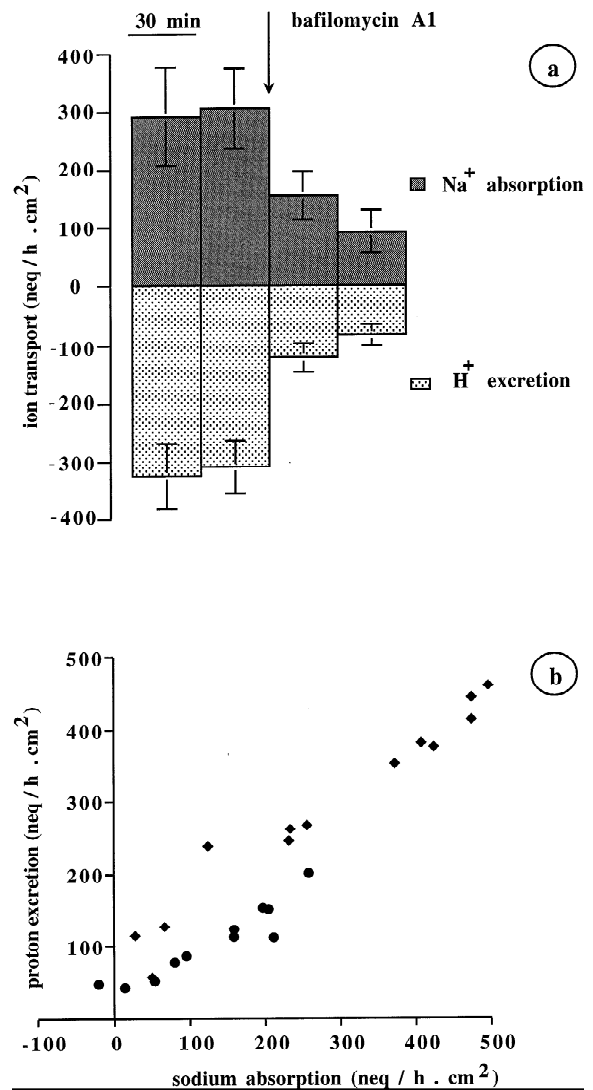 30 min
bafilomycin A1
a
400
300
200
100
0
-100
-200
-300
-400
ion transport (neq / h . cm2)
Na+ absorption
H+ excretion
b
500
400
300
200
100
proton excretion (neq / h . cm2)
-100 0 100 200 300 400 500
sodium absorption (neq / h . cm2)